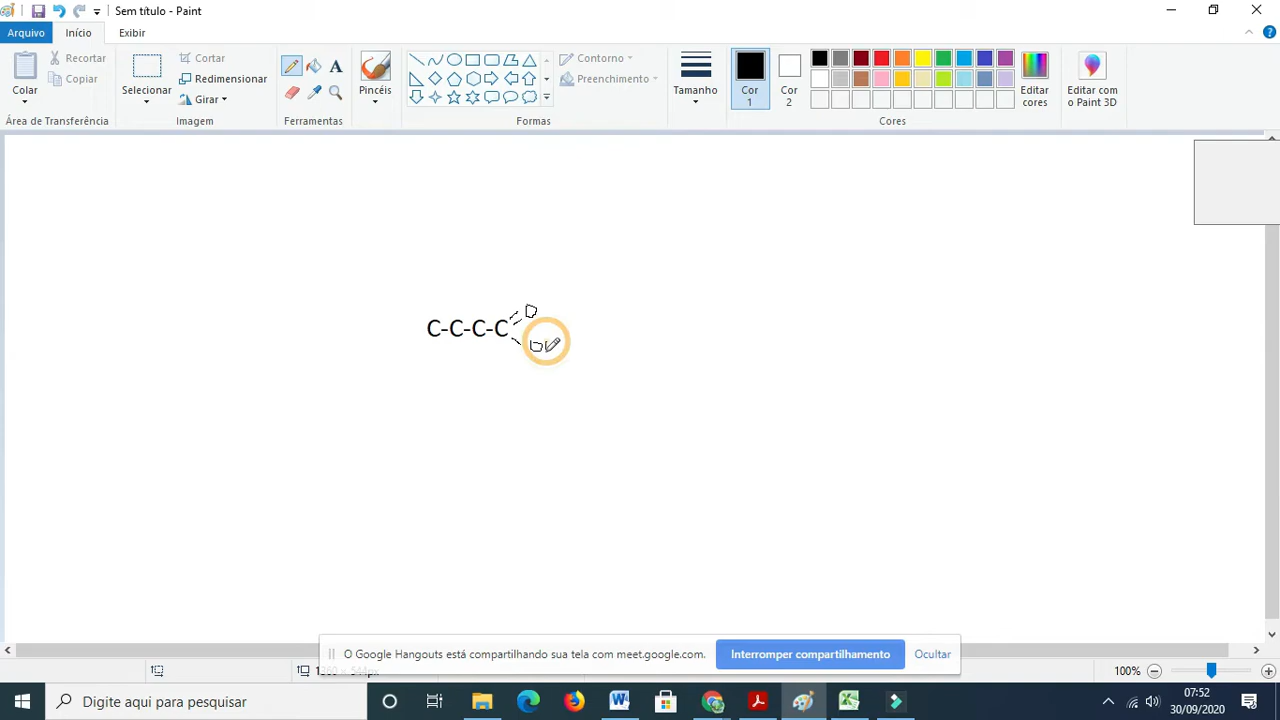 Sem título - Paint
Arquivo
Início
Exibir
Colar
Recortar
Copiar
Área de Transferência
Selecionar
Cortar
Redimensionar
Girar
Imagem
A
Ferramentas
Pincéis
Contorno
Preenchimento
Formas
Tamanho
Cor
1
Cor
2
Editar
cores
Editar com
o Paint 3D
Cores
C-C-C-C
O Google Hangouts está compartilhando sua tela com meet.google.com.
Interromper compartilhamento
Ocultar
100%
Digite aqui para pesquisar
07:52
30/09/2020